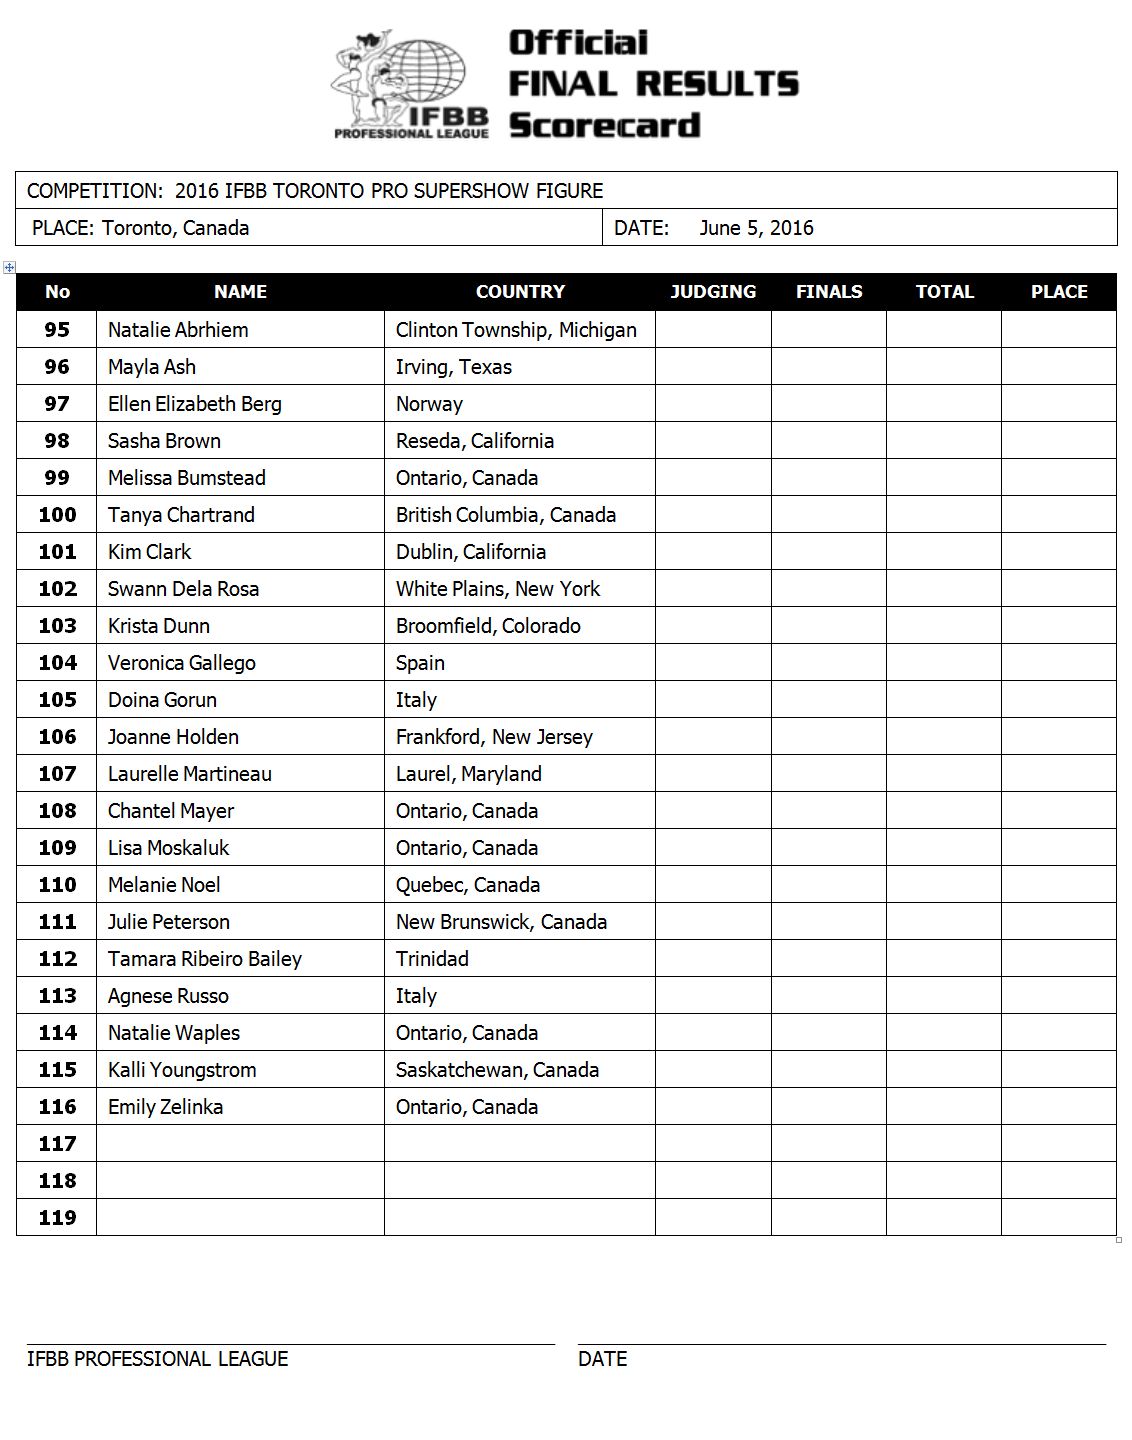 Official
FINAL RESULTS
Scorecard
IFBB
PROFESSIONAL LEAGUE
COMPETITION: 2016 IFBB TORONTO PRO SUPERSHOW FIGURE
PLACE: Toronto, Canada DATE: June 5, 2016
No NAME COUNTRY JUDGING FINALS TOTAL PLACE
95 Natalie Abrhiem Clinton Township, Michigan
96 Mayla Ash Irving, Texas
97 Ellen Elizabeth Berg Norway
98 Sasha Brown Reseda, California
99 Melissa Bumstead Ontario, Canada
100 Tanya Chartrand British Columbia, Canada
101 Kim Clark Dublin, California
102 Swann Dela Rosa White Plains, New York
103 Krista Dunn Broomfield, Colorado
104 Veronica Gallego Spain
105 Doina Gorun Italy
106 Joanne Holden Frankford, New Jersey
107 Laurelle Martineau Laurel, Maryland
108 Chantel Mayer Ontario, Canada
109 Lisa Moskaluk Ontario, Canada
110 Melanie Noel Quebec, Canada
111 Julie Peterson New Brunswick, Canada
112 Tamara Ribeiro Bailey Trinidad
113 Agnese Russo Italy
114 Natalie Waples Ontario, Canada
115 Kalli Youngstrom Saskatchewan, Canada
116 Emily Zelinka Ontario, Canada
117
118
119
IFBB PROFESSIONAL LEAGUE DATE